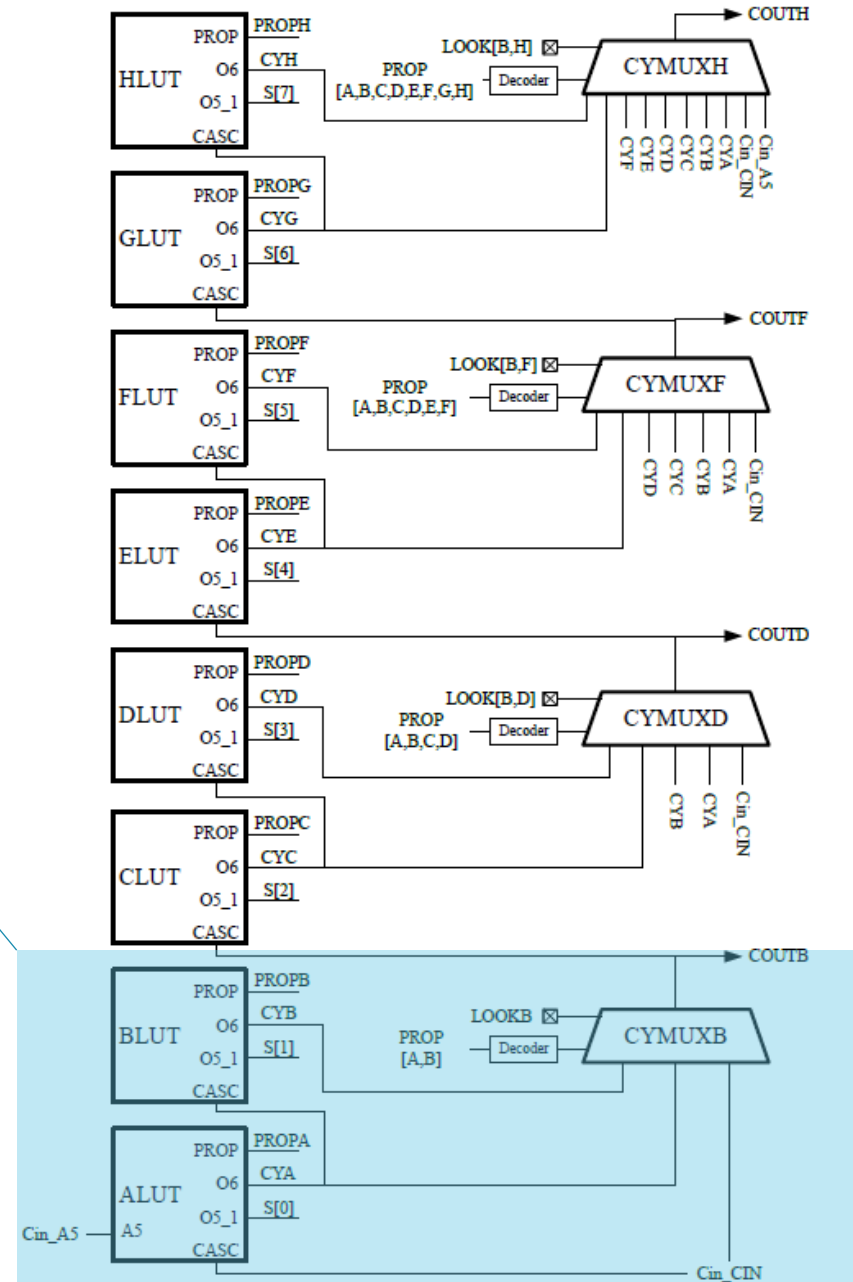 COUTH
PROP PROPH
LOOK[B,H]
HLUT
O6 CYH
PROP
[A,B,C,D,E,F,G,H]
Decoder
CYMUXH
O5_1 S[7]
CASC
CYF CYE CYD CYC CYB CYA Cin_CIN Cin_A5
PROP PROPG
GLUT
O6 CYG
O5_1 S[6]
CASC
COUTF
PROP PROPF
LOOK[B,F]
FLUT
O6 CYF
PROP
[A,B,C,D,E,F]
Decoder
CYMUXF
O5_1 S[5]
CASC
CYD CYC CYB CYA Cin_CIN
PROP PROPE
ELUT
O6 CYE
O5_1 S[4]
CASC
COUTD
PROP PROPD
LOOK[B,D]
DLUT
O6 CYD
PROP
[A,B,C,D]
Decoder
CYMUXD
O5_1 S[3]
CASC
CYB CYA Cin_CIN
PROP PROPC
CLUT
O6 CYC
O5_1 S[2]
CASC
COUTB
PROP PROPB
LOOKB
BLUT
O6 CYB
PROP
[A,B]
Decoder
CYMUXB
O5_1 S[1]
CASC
PROP PROPA
ALUT
O6 CYA
O5_1 S[0]
Cin_A5 A5
CASC
Cin_CIN